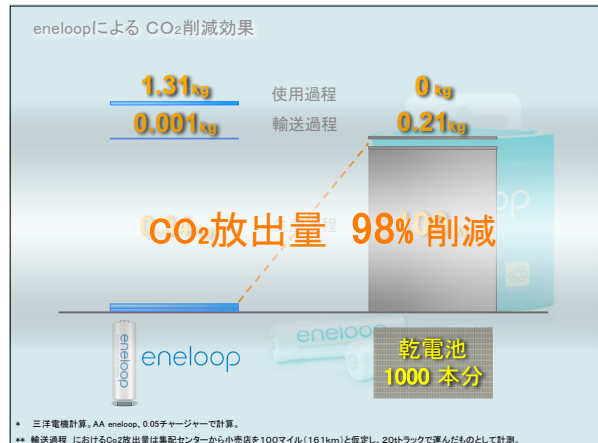 eneloopによる CO₂削減効果
1.31kg 使用過程 0 kg
0.001kg 輸送過程 0.21kg
CO₂放出量 98% 削減
eneloop
eneloop
eneloop
乾電池
1000 本分
* 三洋電機計算。AA eneloop、0.05チャージャーで計算。
** 輸送過程 におけるCo2放出量は集配センターから小売店を100マイル(161km)と仮定し、20tトラックで運んだものとして計測。